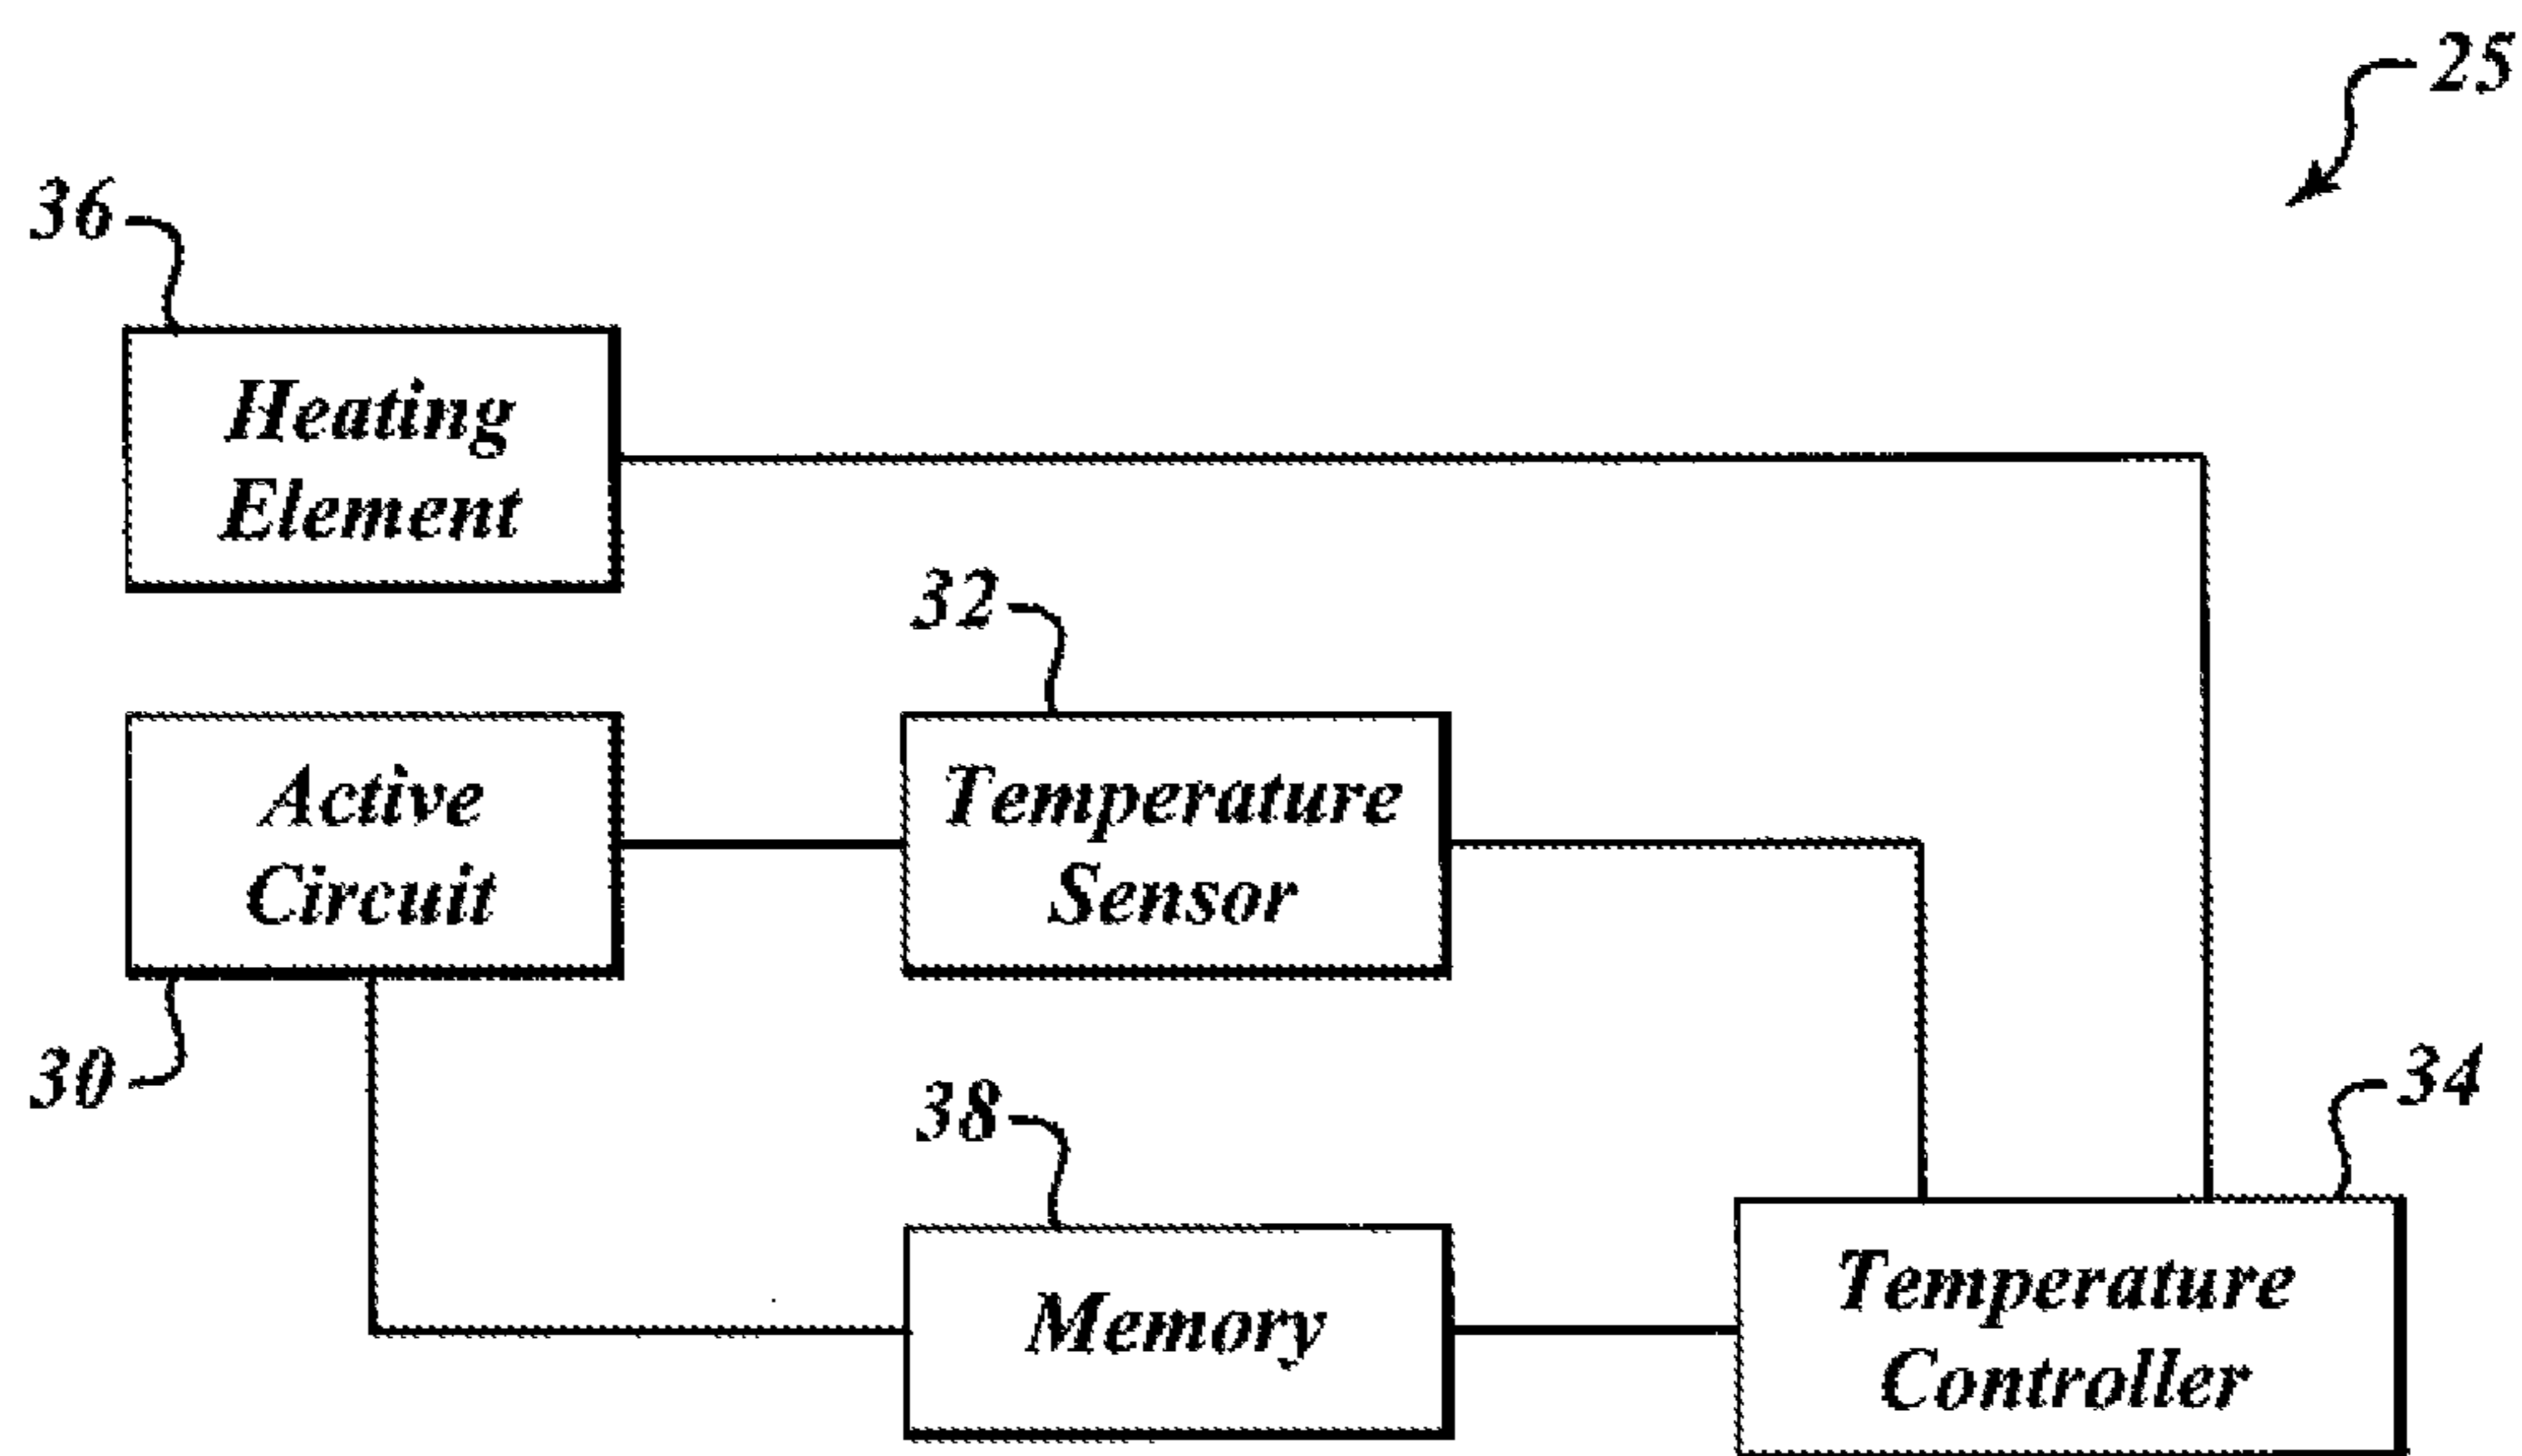 25
36
Heating
Element
32
Active
Circuit
Temperature
Sensor
30
38
34
Memory
Temperature
Controller